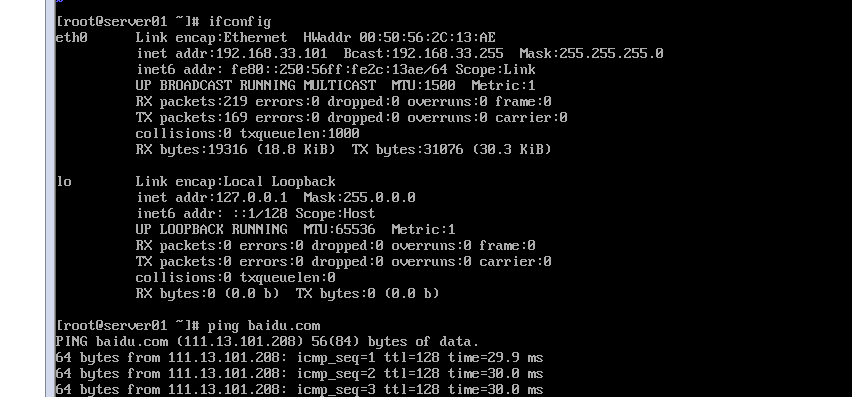 [root@server01 ~]# ifconfig
eth0      Link encap:Ethernet  HWaddr 00:50:56:2C:13:AE
          inet addr:192.168.33.101  Bcast:192.168.33.255  Mask:255.255.255.0
          inet6 addr: fe80::250:56ff:fe2c:13ae/64 Scope:Link
          UP BROADCAST RUNNING MULTICAST  MTU:1500  Metric:1
          RX packets:219 errors:0 dropped:0 overruns:0 frame:0
          TX packets:169 errors:0 dropped:0 overruns:0 carrier:0
          collisions:0 txqueuelen:1000
          RX bytes:19316 (18.8 KiB)  TX bytes:31076 (30.3 KiB)
lo        Link encap:Local Loopback
          inet addr:127.0.0.1  Mask:255.0.0.0
          inet6 addr: ::1/128 Scope:Host
          UP LOOPBACK RUNNING  MTU:65536  Metric:1
          RX packets:0 errors:0 dropped:0 overruns:0 frame:0
          TX packets:0 errors:0 dropped:0 overruns:0 carrier:0
          collisions:0 txqueuelen:0
          RX bytes:0 (0.0 b)  TX bytes:0 (0.0 b)
[root@server01 ~]# ping baidu.com
PING baidu.com (111.13.101.208) 56(84) bytes of data.
64 bytes from 111.13.101.208: icmp_seq=1 ttl=128 time=29.9 ms
64 bytes from 111.13.101.208: icmp_seq=2 ttl=128 time=30.0 ms
64 bytes from 111.13.101.208: icmp_seq=3 ttl=128 time=30.0 ms